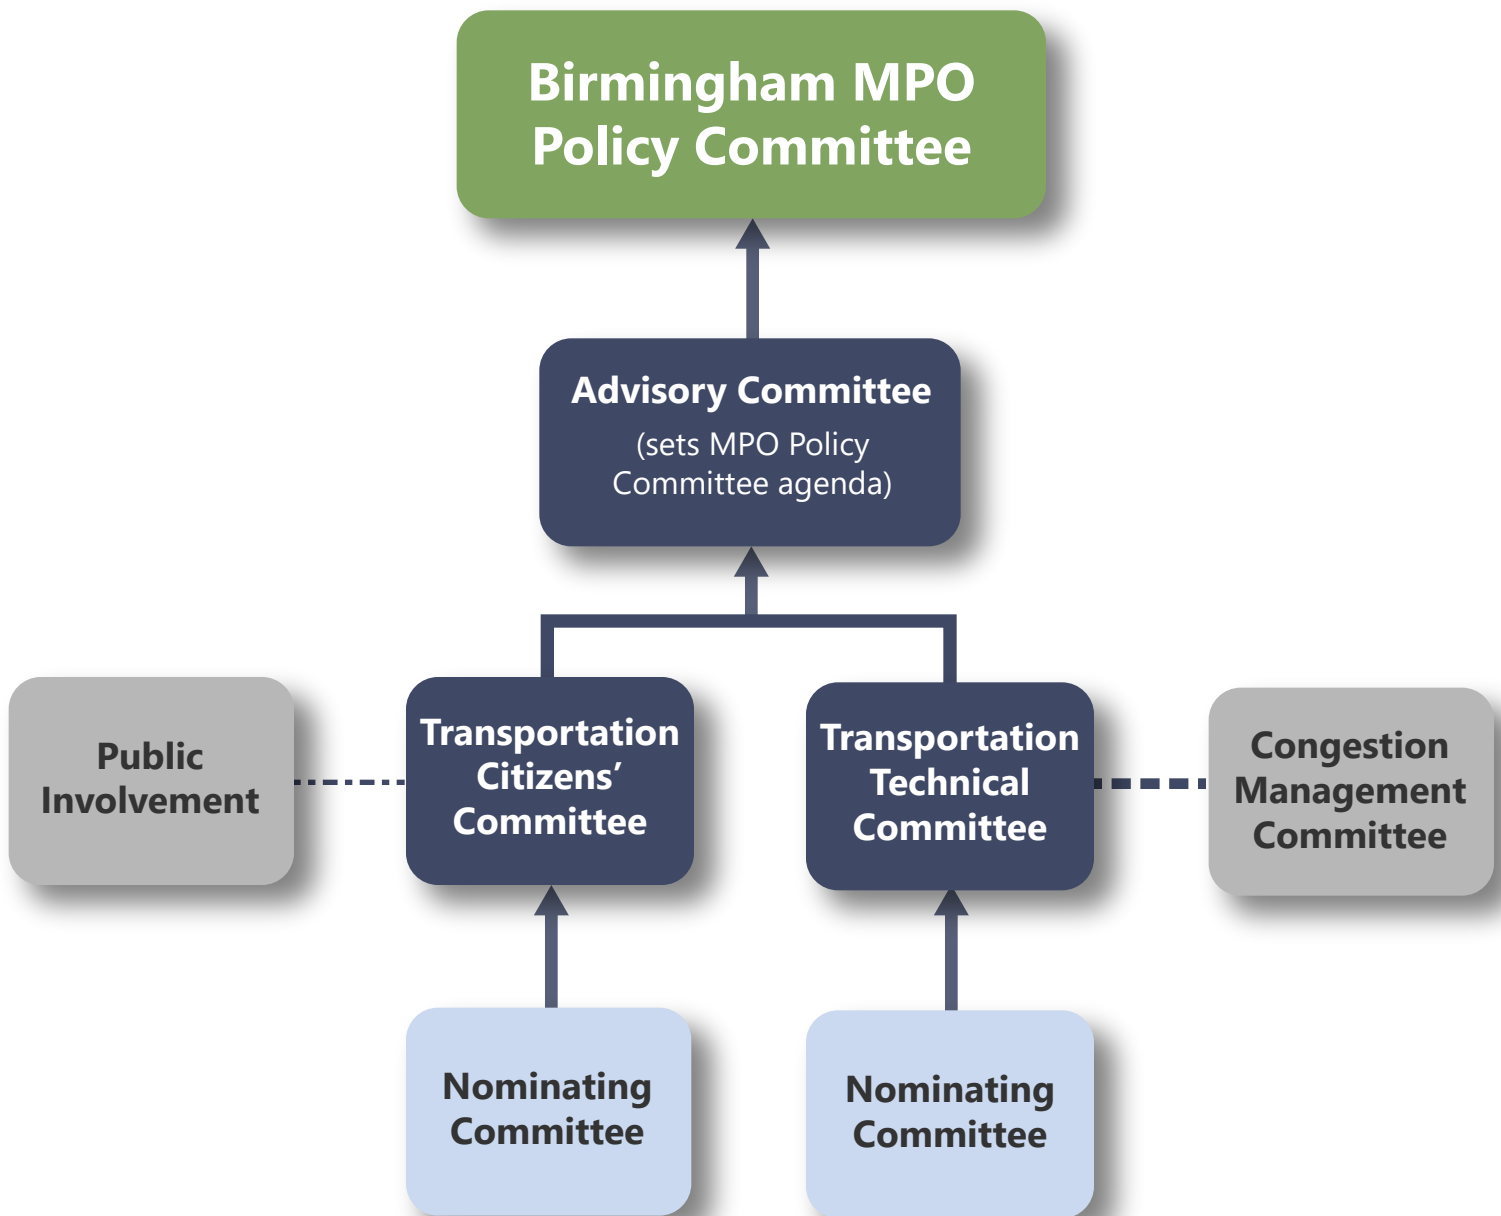 Birmingham MPO
Policy Committee
Advisory Committee
(sets MPO Policy
Committee agenda)
Public
Involvement
Transportation
Citizens’
Committee
Transportation
Technical
Committee
Congestion
Management
Committee
Nominating
Committee
Nominating
Committee